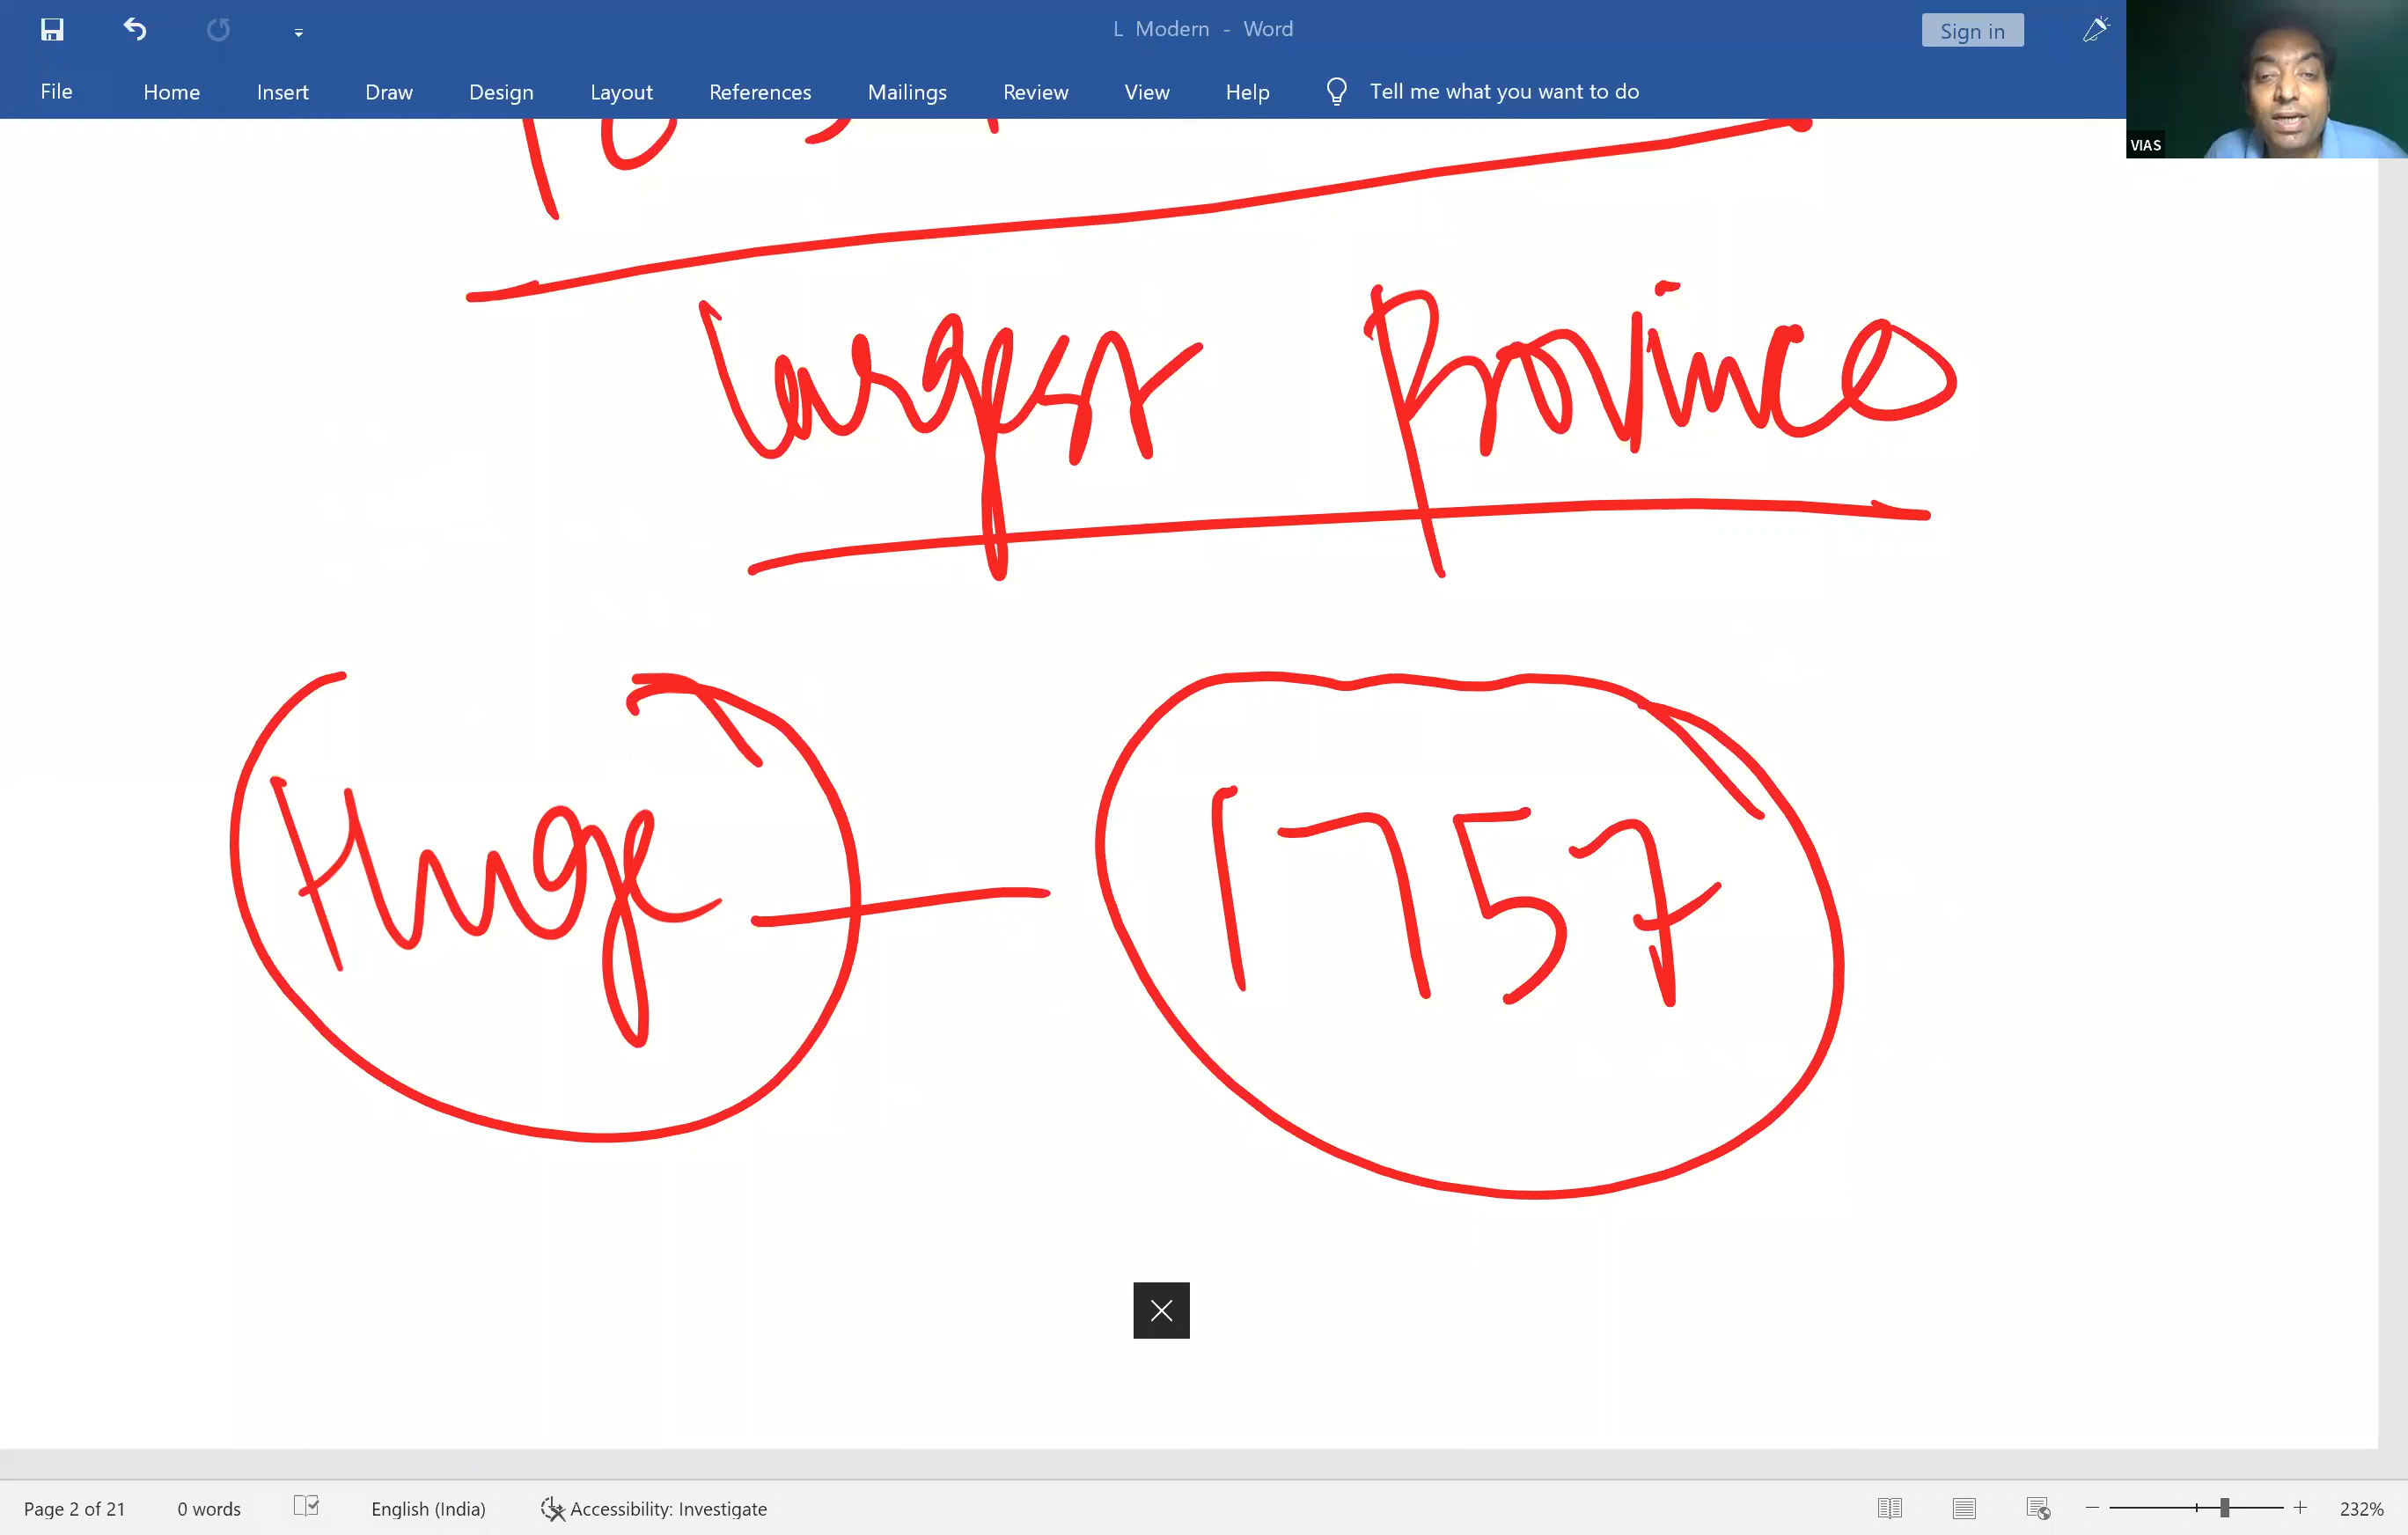 L Modern - Word
Sign in
File Home Insert Draw Design Layout References Mailings Review View Help Tell me what you want to do
VIAS
Largest Province
Huge — 1757
Page 2 of 21 0 words English (India) Accessibility: Investigate 232%